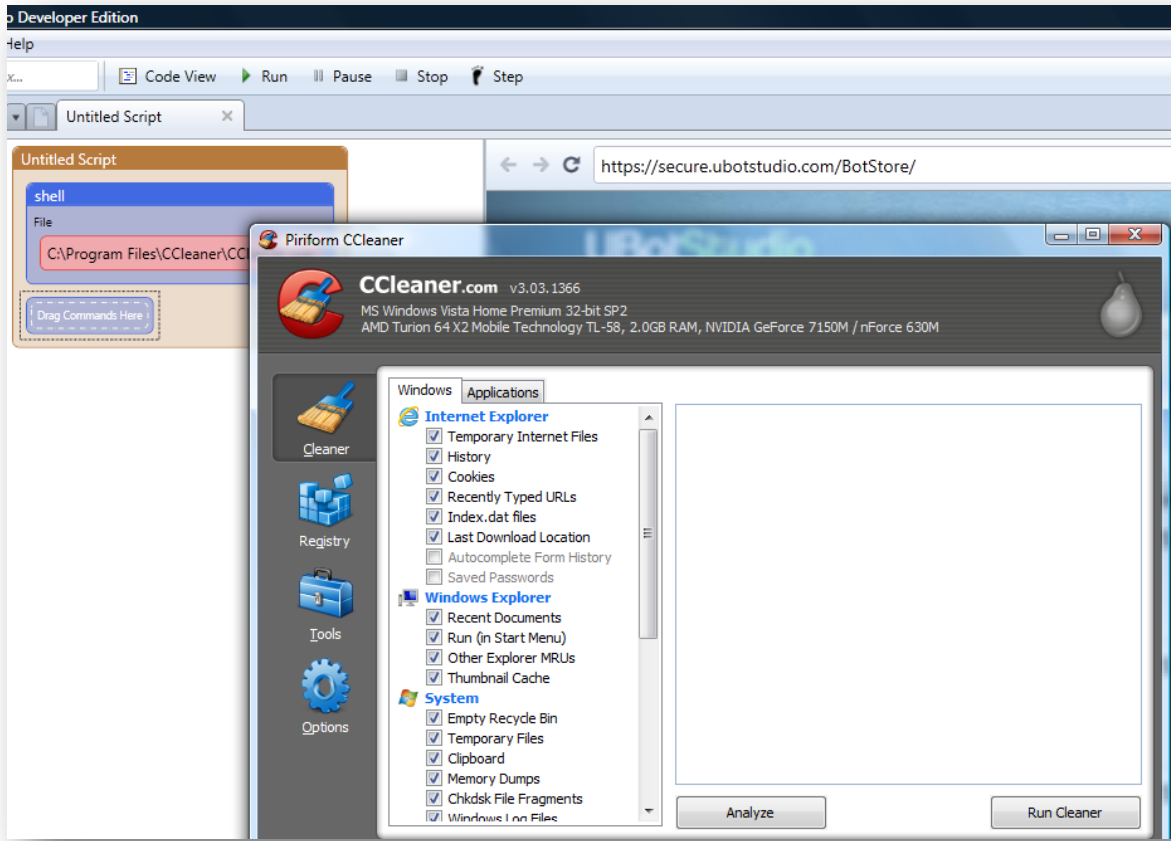 o Developer Edition
Help
x...
Code View
Run
Pause
Stop
Step
Untitled Script
Untitled Script
shell
File
C:\Program Files\CCleaner\CC
Drag Commands Here
https://secure.ubotstudio.com/BotStore/
UBotStudio
Piriform CCleaner
CCleaner.com v3.03.1366
MS Windows Vista Home Premium 32-bit SP2
AMD Turion 64 X2 Mobile Technology TL-58, 2.0GB RAM, NVIDIA GeForce 7150M / nForce 630M
Cleaner
Registry
Tools
Options
Windows
Applications
Internet Explorer
Temporary Internet Files
History
Cookies
Recently Typed URLs
Index.dat files
Last Download Location
Autocomplete Form History
Saved Passwords
Windows Explorer
Recent Documents
Run (in Start Menu)
Other Explorer MRUs
Thumbnail Cache
System
Empty Recycle Bin
Temporary Files
Clipboard
Memory Dumps
Chkdsk File Fragments
Windows Log Files
Analyze
Run Cleaner